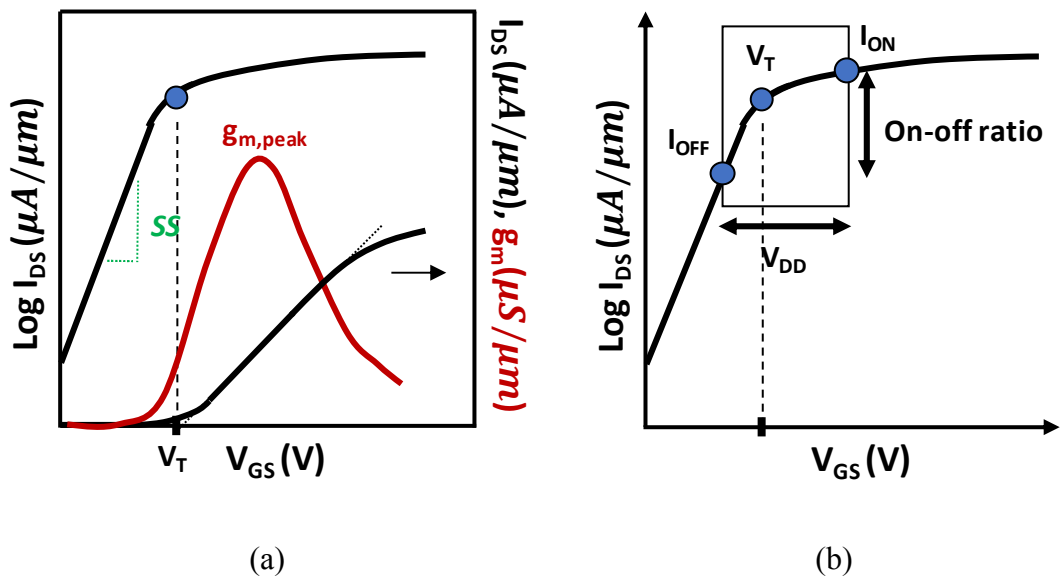 Log I_DS (μA/μm)
SS
g_m,peak
I_DS (μA/μm), g_m (μS/μm)
V_T
V_GS (V)
(a)
Log I_DS (μA/μm)
I_OFF
V_T
I_ON
On-off ratio
V_DD
V_GS (V)
(b)